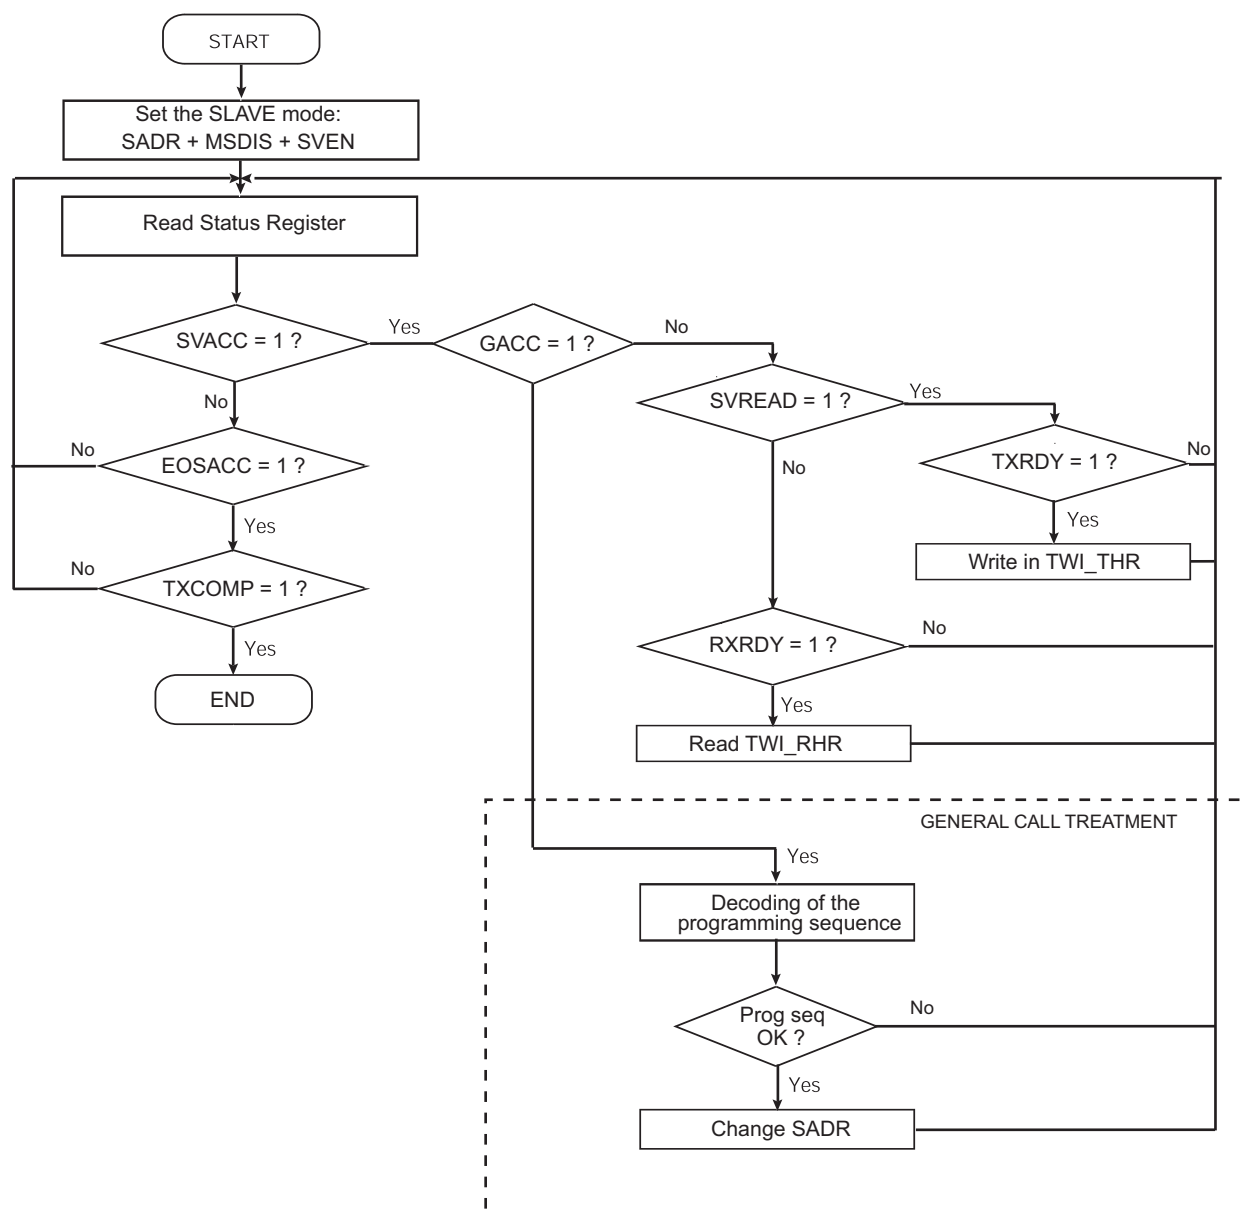 START
Set the SLAVE mode:
SADR + MSDIS + SVEN
Read Status Register
SVACC = 1 ?
Yes
GACC = 1 ?
No
SVREAD = 1 ?
Yes
No
EOSACC = 1 ?
No
TXRDY = 1 ?
No
No
Yes
Yes
Write in TWI_THR
TXCOMP = 1 ?
No
Yes
RXRDY = 1 ?
No
END
Yes
Read TWI_RHR
GENERAL CALL TREATMENT
Yes
Decoding of the
programming sequence
Prog seq
OK ?
No
Yes
Change SADR